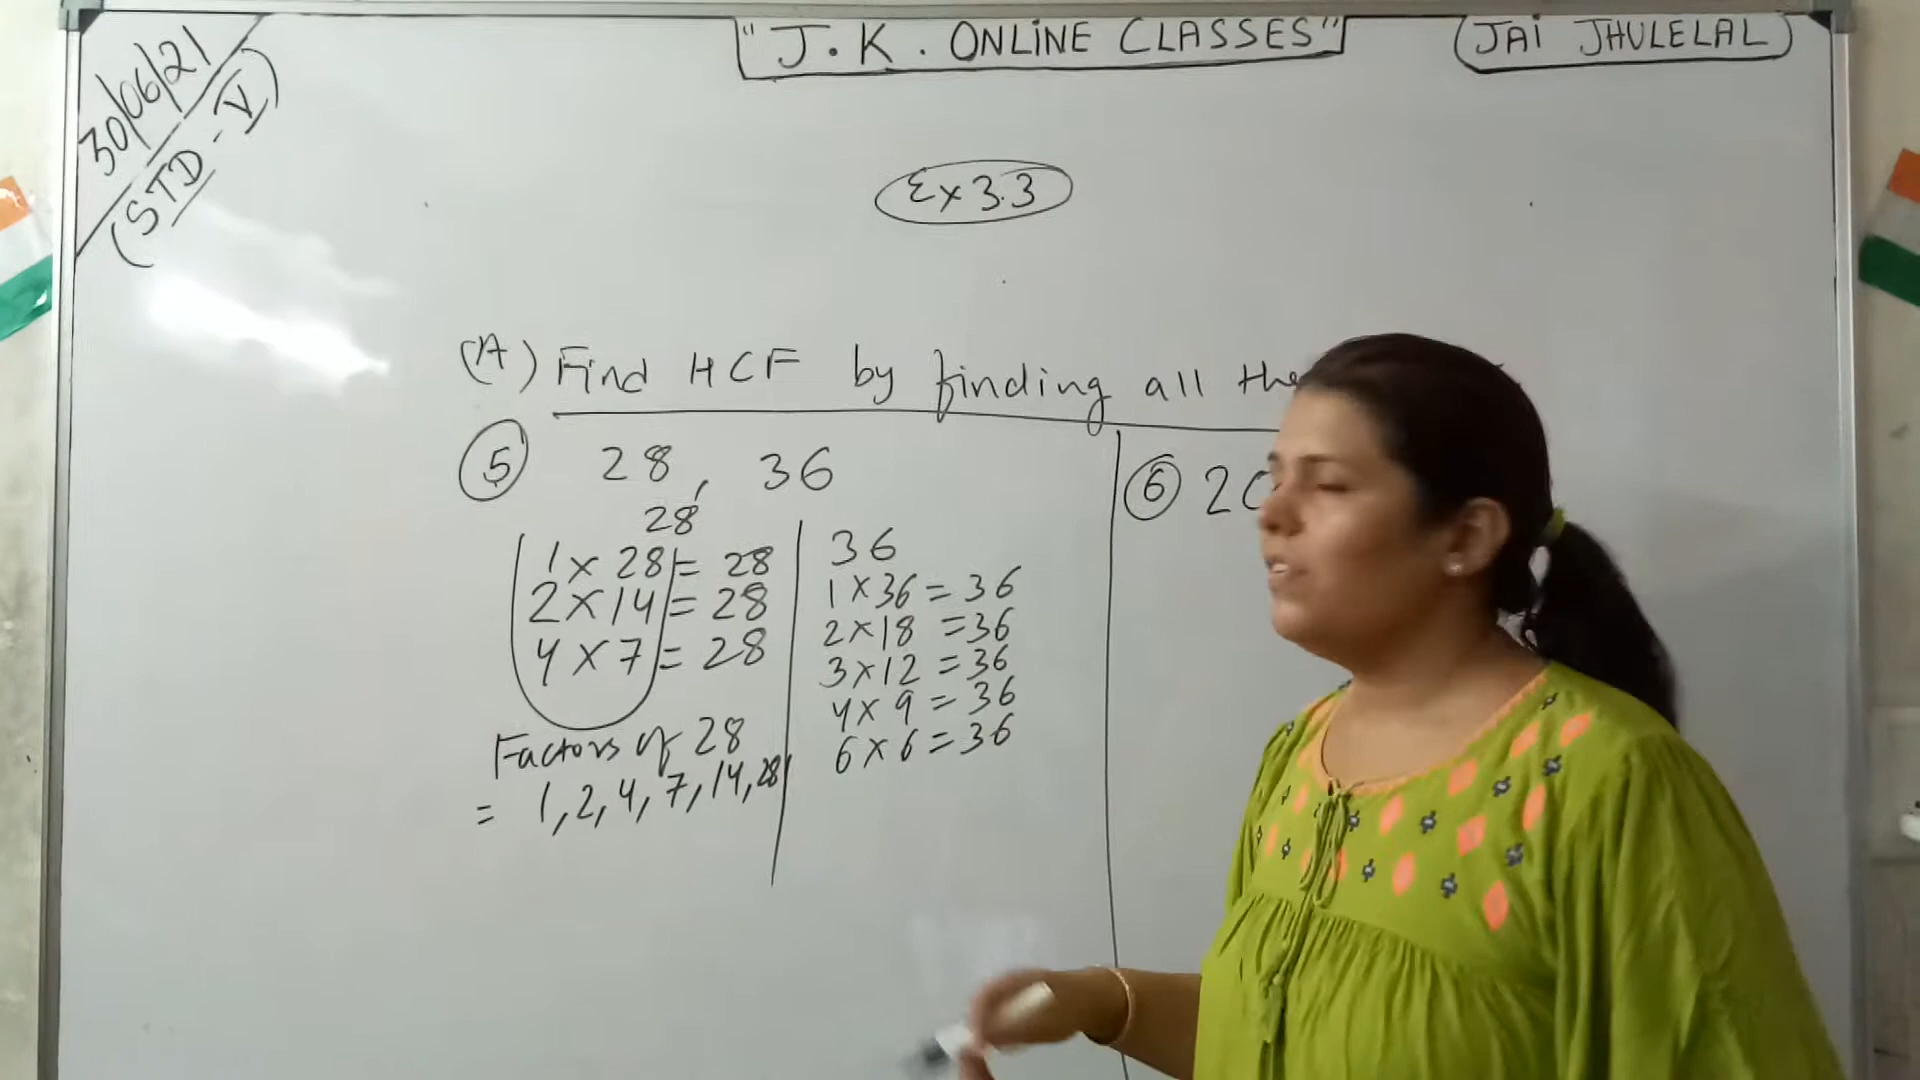 30/06/21
(STD - V)
"J.K. ONLINE CLASSES"
JAI JHULELAL
Ex 3.3
(A) Find HCF by finding all the
5 28, 36
28
1 x 28 = 28
2 x 14 = 28
4 x 7 = 28
Factors of 28
= 1, 2, 4, 7, 14, 28
36
1 x 36 = 36
2 x 18 = 36
3 x 12 = 36
4 x 9 = 36
6 x 6 = 36
6